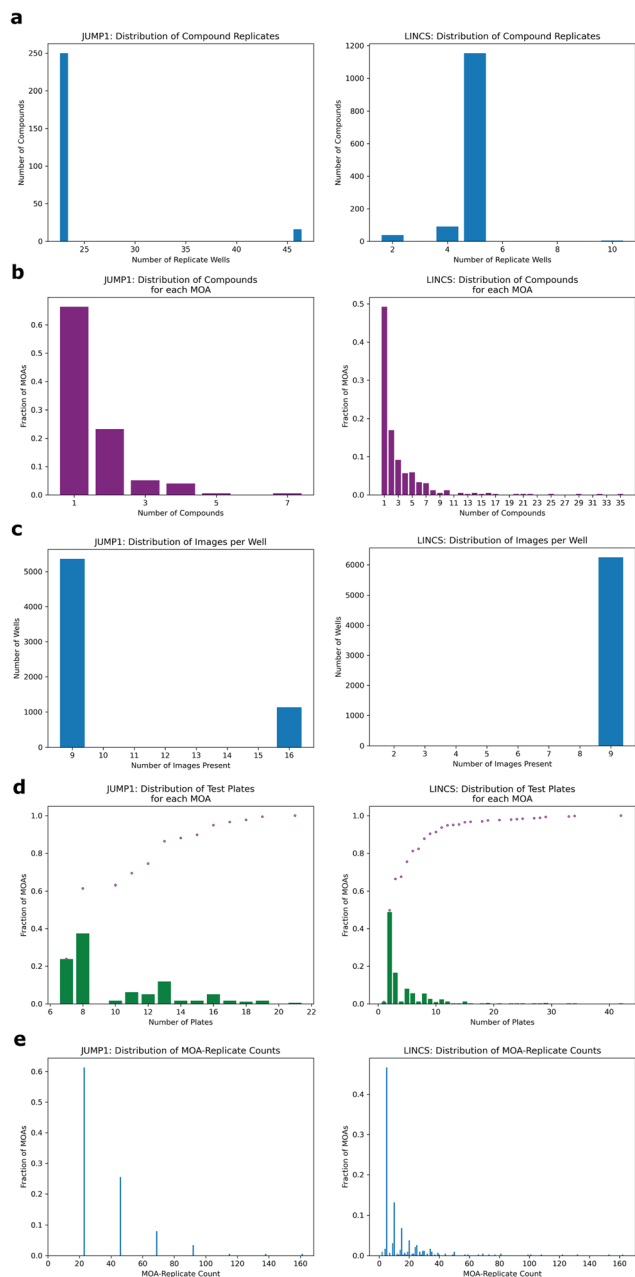 a
JUMP1: Distribution of Compound Replicates
LINCS: Distribution of Compound Replicates
Number of Compounds
250
200
150
100
50
0
25 30 35 40 45
Number of Replicate Wells
Number of Compounds
1200
1000
800
600
400
200
0
2 4 6 8 10
Number of Replicate Wells
b
JUMP1: Distribution of Compounds
for each MOA
LINCS: Distribution of Compounds
for each MOA
Fraction of MOAs
0.6
0.5
0.4
0.3
0.2
0.1
0.0
1 3 5 7
Number of Compounds
Fraction of MOAs
0.5
0.4
0.3
0.2
0.1
0.0
1 3 5 7 9 11 13 15 17 19 21 23 25 27 29 31 33 35
Number of Compounds
c
JUMP1: Distribution of Images per Well
LINCS: Distribution of Images per Well
Number of Wells
5000
4000
3000
2000
1000
0
9 10 11 12 13 14 15 16
Number of Images Present
Number of Wells
6000
5000
4000
3000
2000
1000
0
2 3 4 5 6 7 8 9
Number of Images Present
d
JUMP1: Distribution of Test Plates
for each MOA
LINCS: Distribution of Test Plates
for each MOA
Fraction of MOAs
1.0
0.8
0.6
0.4
0.2
0.0
6 8 10 12 14 16 18 20 22
Number of Plates
Fraction of MOAs
1.0
0.8
0.6
0.4
0.2
0.0
0 10 20 30 40
Number of Plates
e
JUMP1: Distribution of MOA-Replicate Counts
LINCS: Distribution of MOA-Replicate Counts
Fraction of MOAs
0.6
0.5
0.4
0.3
0.2
0.1
0.0
0 20 40 60 80 100 120 140 160
MOA-Replicate Count
Fraction of MOAs
0.4
0.3
0.2
0.1
0.0
0 20 40 60 80 100 120 140 160
MOA-Replicate Count